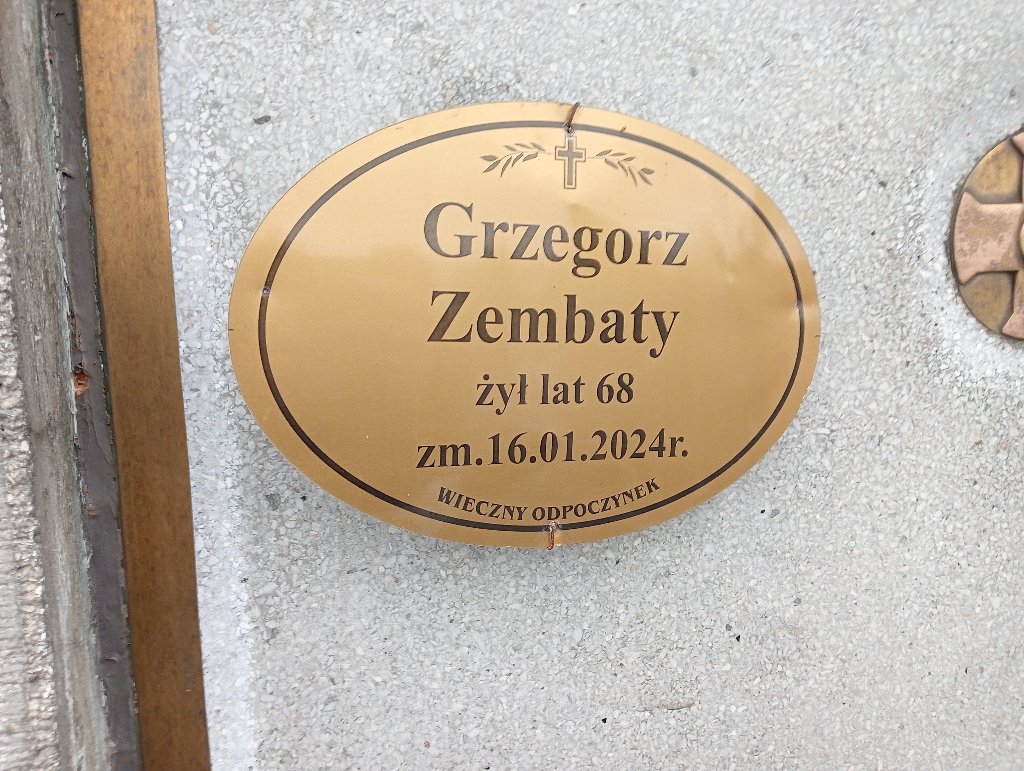 Grzegorz
Zembaty
żył lat 68
zm.16.01.2024r.
WIECZNY ODPOCZYNEK